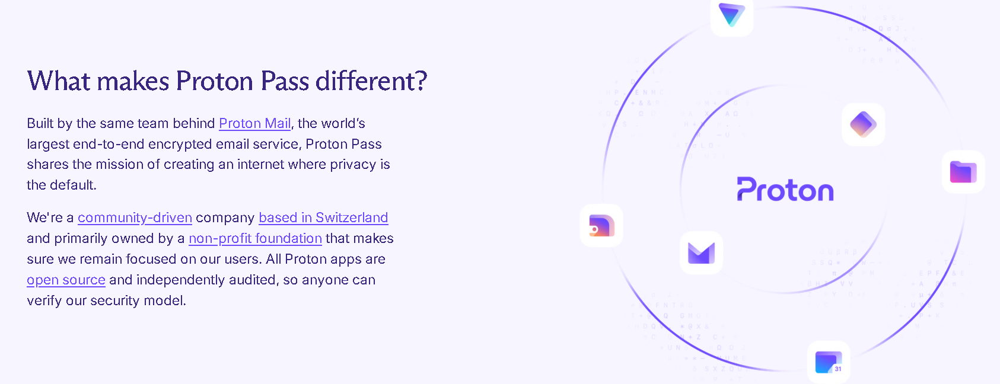 What makes Proton Pass different?
Built by the same team behind Proton Mail, the world’s
largest end-to-end encrypted email service, Proton Pass
shares the mission of creating an internet where privacy is
the default.
We're a community-driven company based in Switzerland
and primarily owned by a non-profit foundation that makes
sure we remain focused on our users. All Proton apps are
open source and independently audited, so anyone can
verify our security model.
Proton
31